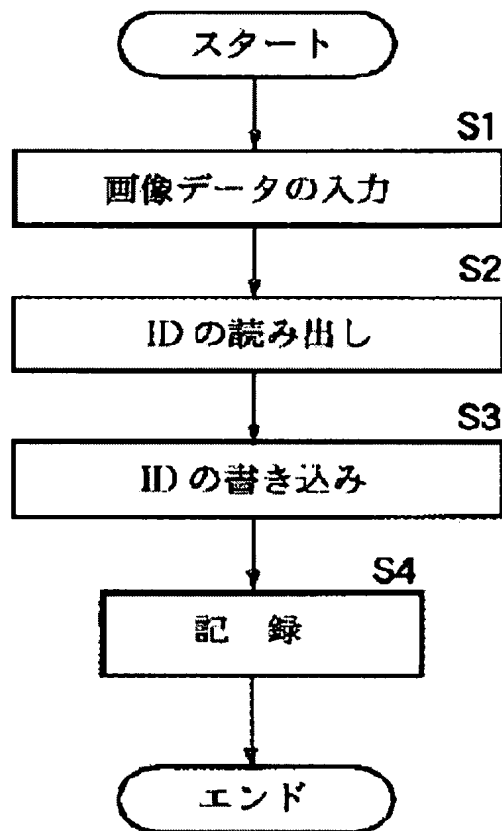 スタート
S1
画像データの入力
S2
IDの読み出し
S3
IDの書き込み
S4
記 録
エンド